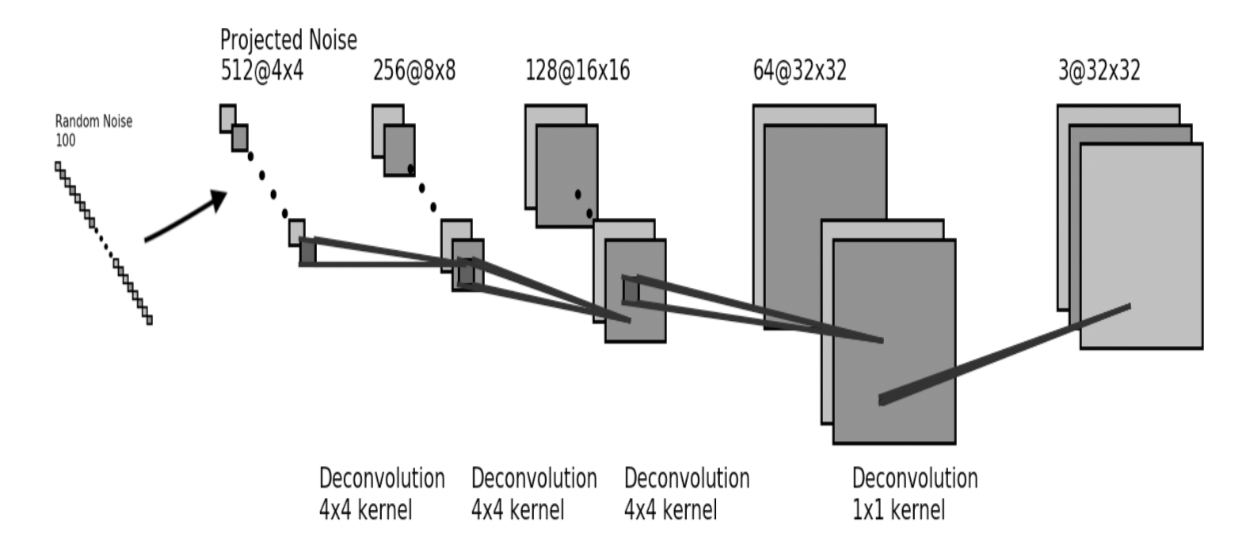 Projected Noise
512@4x4
256@8x8
128@16x16
64@32x32
3@32x32
Random Noise
100
Deconvolution
4x4 kernel
Deconvolution
4x4 kernel
Deconvolution
4x4 kernel
Deconvolution
1x1 kernel